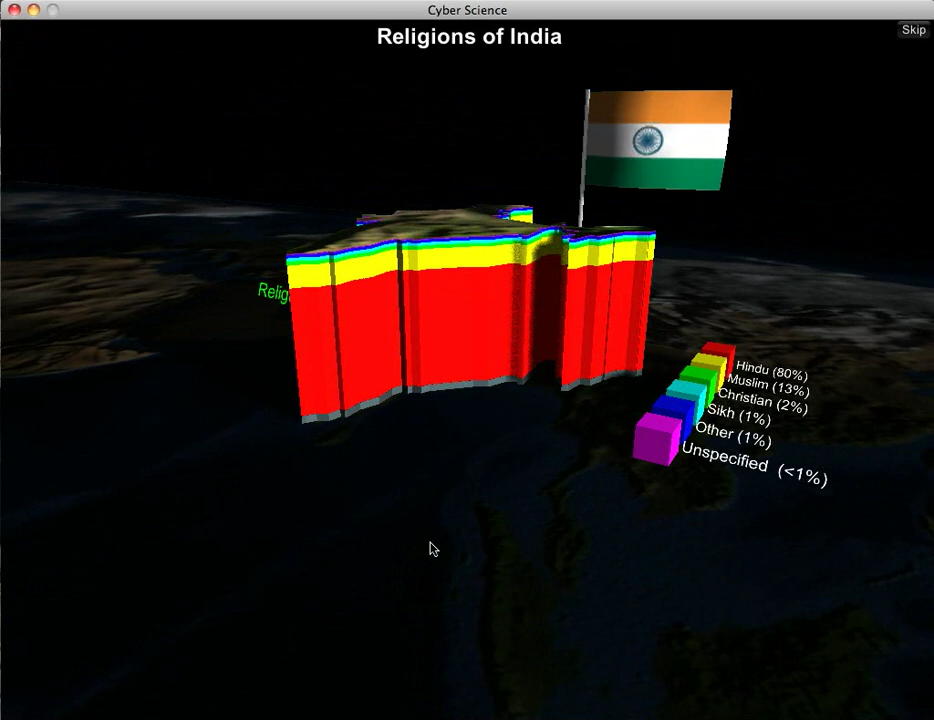 Cyber Science
Religions of India
Skip
Hindu (80%)
Muslim (13%)
Christian (2%)
Sikh (1%)
Other (1%)
Unspecified (<1%)